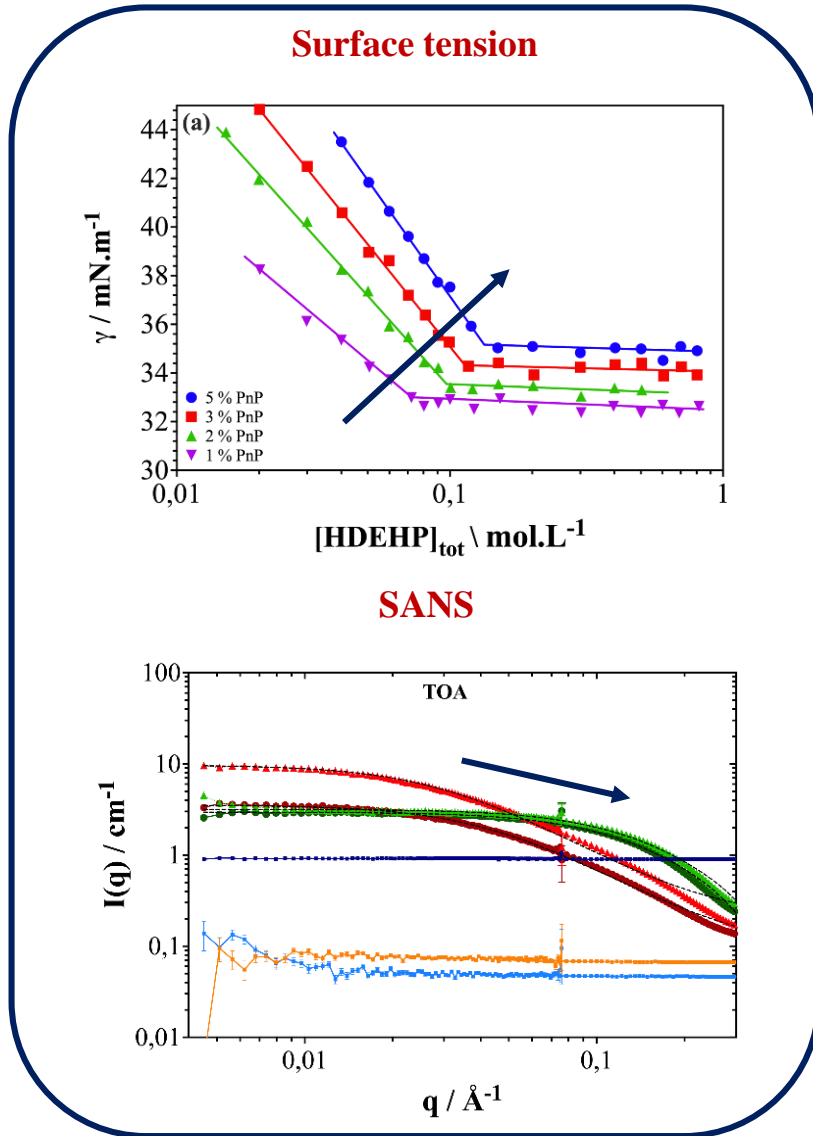 Surface tension
(a)
44
42
40
38
36
34
32
30
γ / mN.m-1
5 % PnP
3 % PnP
2 % PnP
1 % PnP
0,01
0,1
1
[HDEHP]tot \ mol.L-1
SANS
TOA
100
10
1
0,1
0,01
I(q) / cm-1
0,01
0,1
q / Å-1